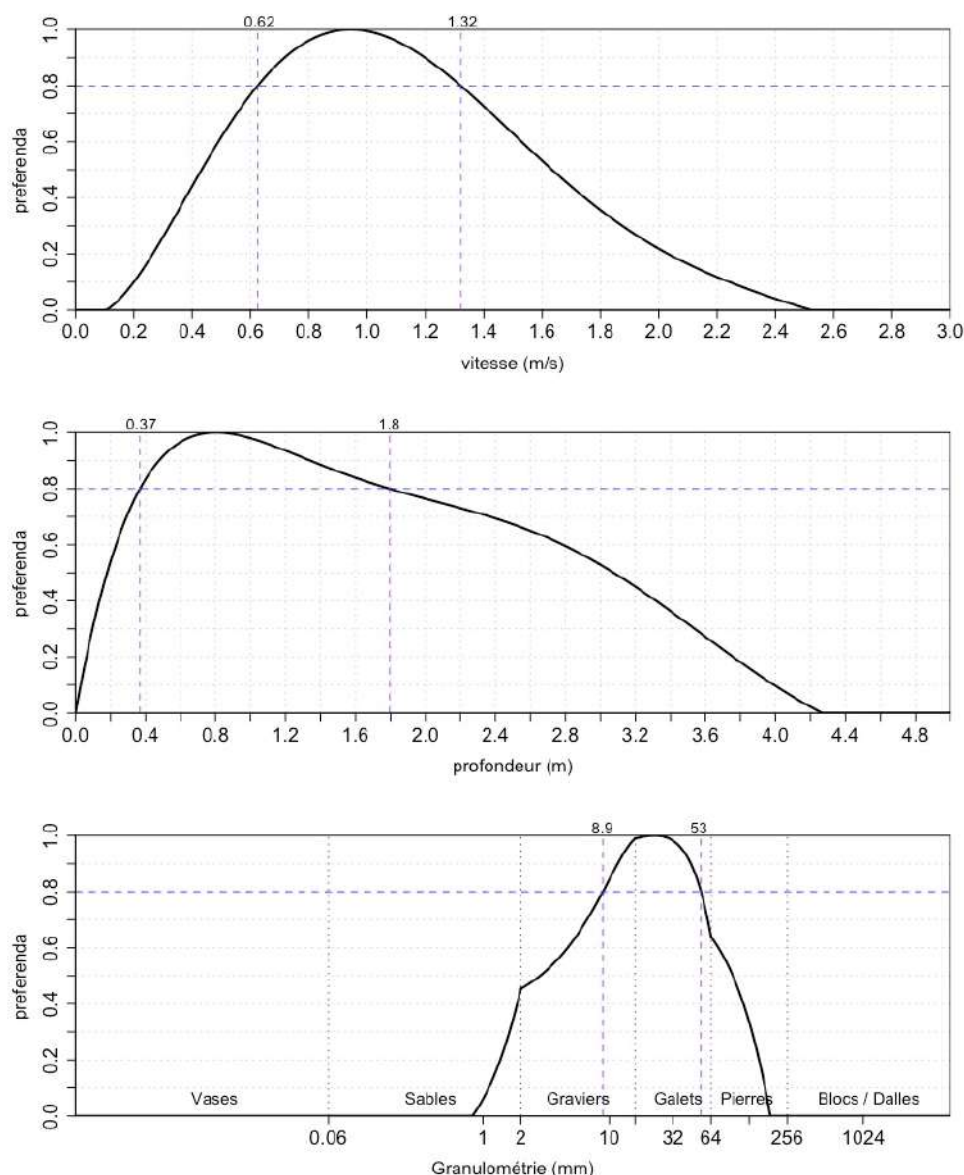 0.62 1.32
preferenda
1.0
0.8
0.6
0.4
0.2
0.0
0.0 0.2 0.4 0.6 0.8 1.0 1.2 1.4 1.6 1.8 2.0 2.2 2.4 2.6 2.8 3.0
vitesse (m/s)
0.37 1.8
preferenda
1.0
0.8
0.6
0.4
0.2
0.0
0.0 0.4 0.8 1.2 1.6 2.0 2.4 2.8 3.2 3.6 4.0 4.4 4.8
profondeur (m)
8.9 53
preferenda
1.0
0.8
0.6
0.4
0.2
0.0
Vases Sables Graviers Galets Pierres Blocs / Dalles
0.06 1 2 10 32 64 256 1024
Granulométrie (mm)